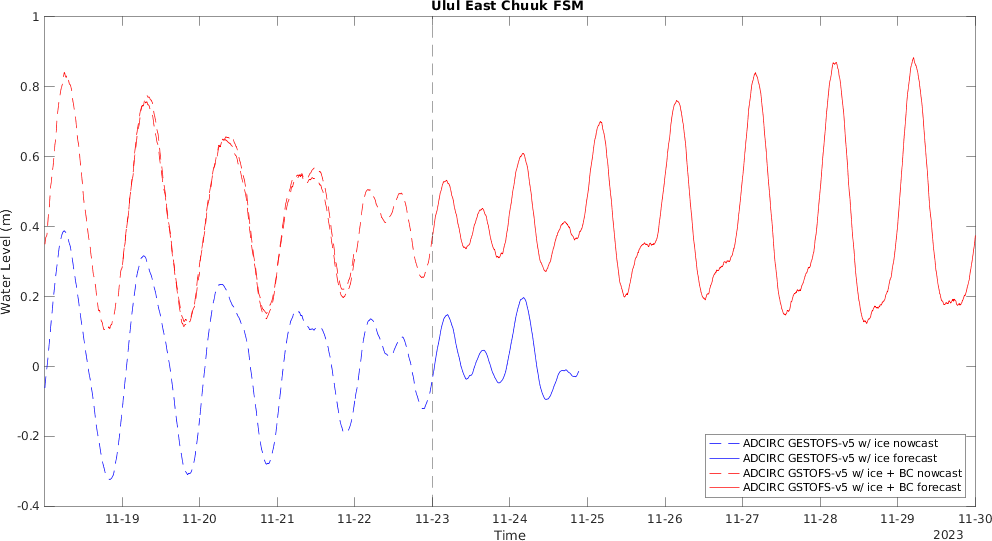 Ulul East Chuuk FSM
Water Level (m)
1
0.8
0.6
0.4
0.2
0
-0.2
-0.4
ADCIRC GESTOFS-v5 w/ ice nowcast
ADCIRC GESTOFS-v5 w/ ice forecast
ADCIRC GSTOFS-v5 w/ ice + BC nowcast
ADCIRC GSTOFS-v5 w/ ice + BC forecast
11-19 11-20 11-21 11-22 11-23 11-24 11-25 11-26 11-27 11-28 11-29 11-30
Time
2023